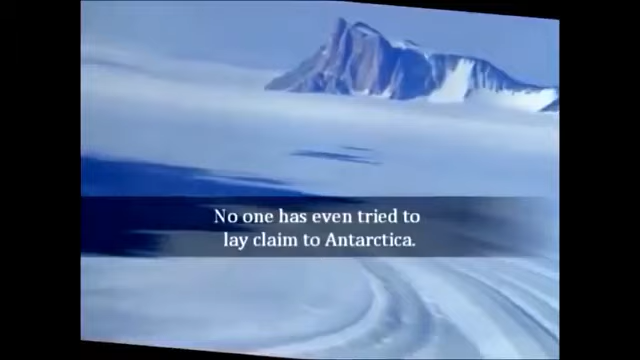 No one has even tried to
lay claim to Antarctica.